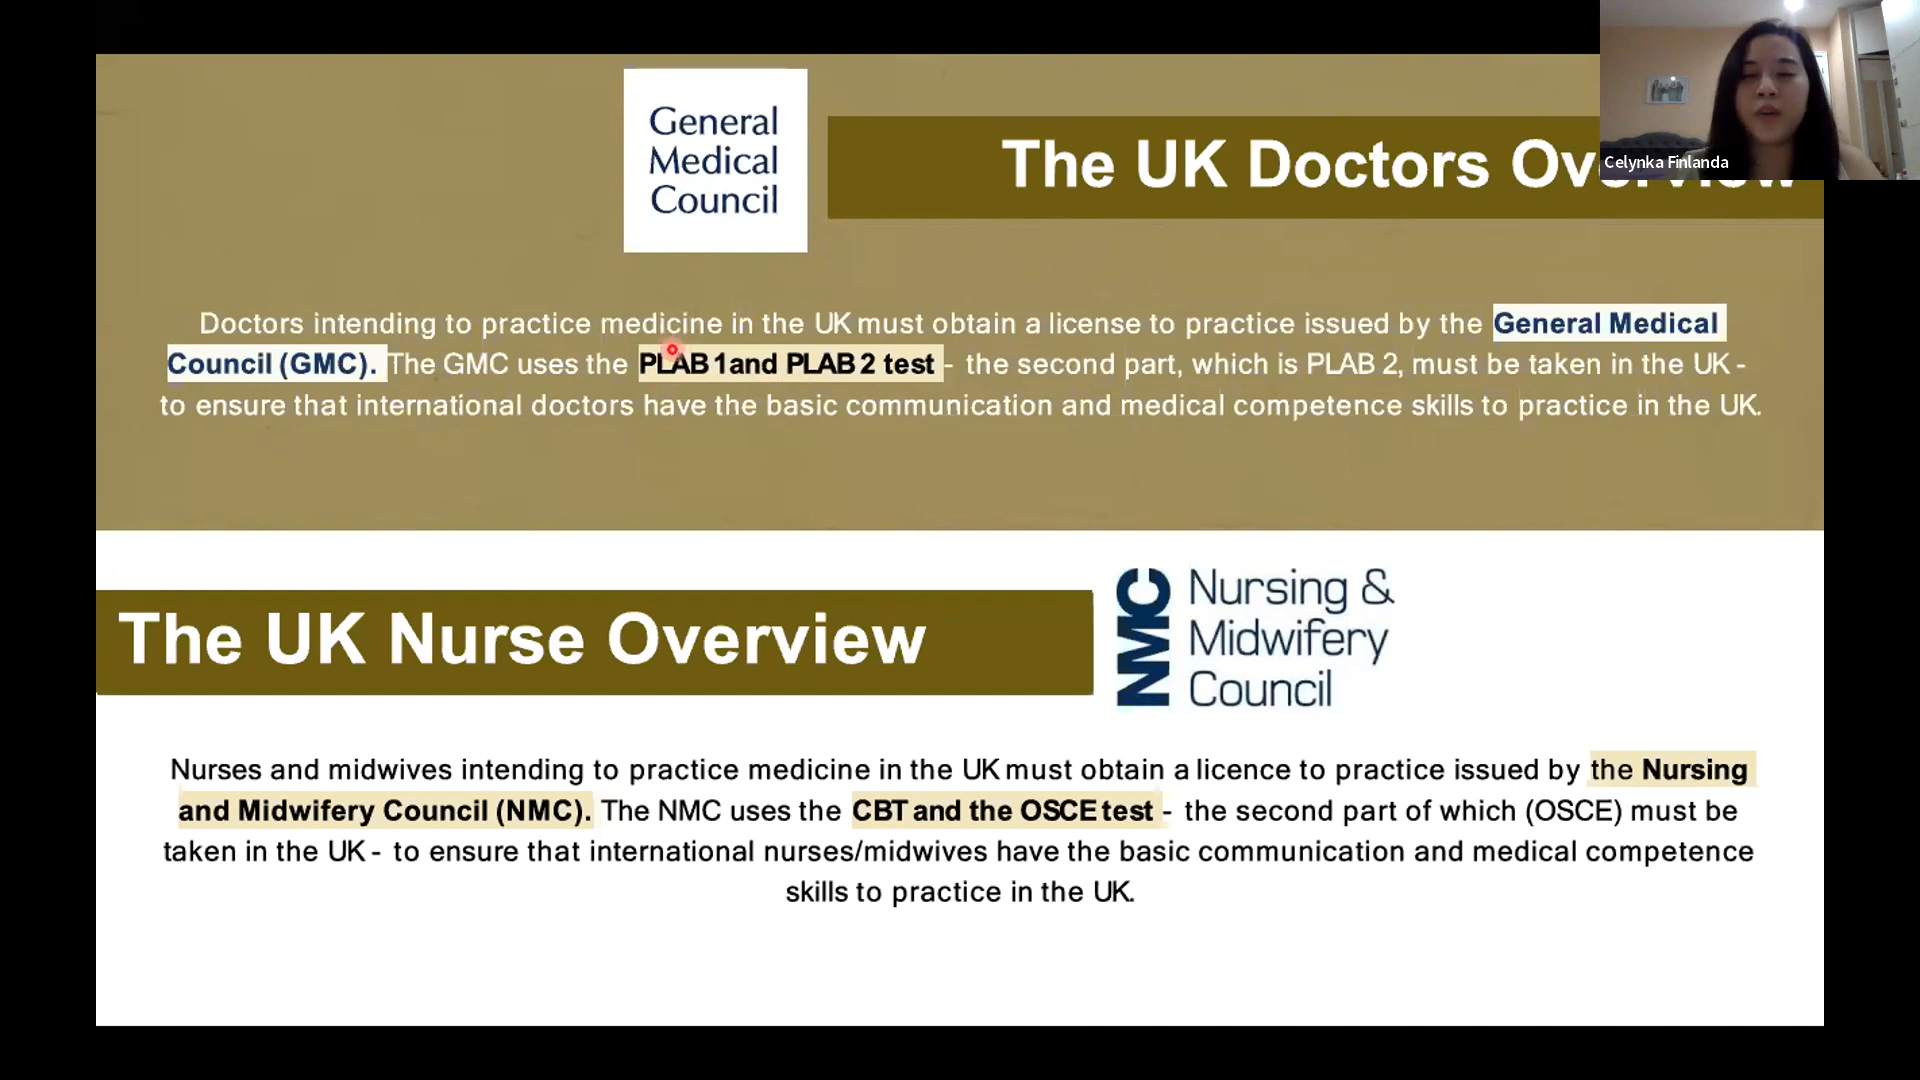 General
Medical
Council
The UK Doctors Overview
Celynka Finlanda
Doctors intending to practice medicine in the UK must obtain a license to practice issued by the General Medical
Council (GMC). The GMC uses the PLAB 1 and PLAB 2 test - the second part, which is PLAB 2, must be taken in the UK -
to ensure that international doctors have the basic communication and medical competence skills to practice in the UK.
The UK Nurse Overview
NMC
Nursing &
Midwifery
Council
Nurses and midwives intending to practice medicine in the UK must obtain a licence to practice issued by the Nursing
and Midwifery Council (NMC). The NMC uses the CBT and the OSCE test - the second part of which (OSCE) must be
taken in the UK - to ensure that international nurses/midwives have the basic communication and medical competence
skills to practice in the UK.